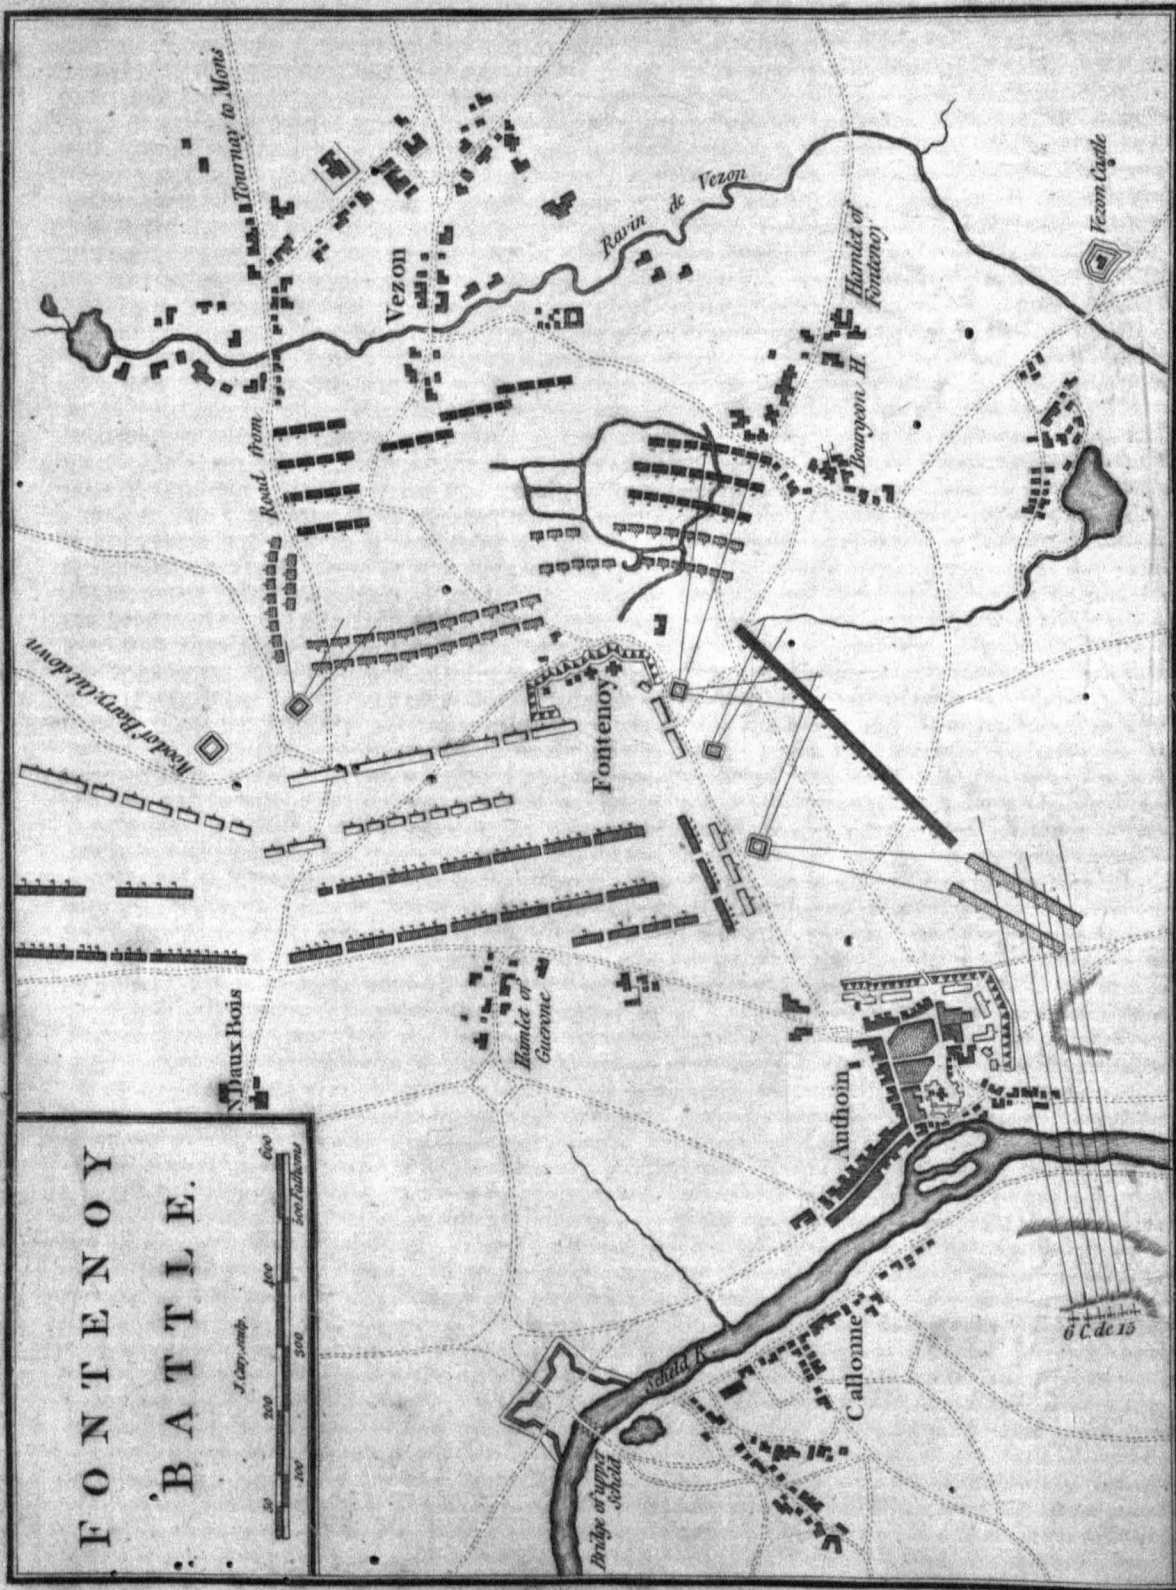 FONTENOY
BATTLE.
J. Cary, sculp.
50 100 200 300 400 500 Fathoms 600
Road from Tournay to Mons
Vezon
Ravin de Vezon
Vezon Castle
Hamlet of
Fontenoy
Bourgeon H.
Wood of Barry, Cut down
Fontenoy
N. Daux Bois
Hamlet of
Guerone
Anthoin
Scheld R.
Callonne
Bridge of upper
Scheld
6 C. de 15